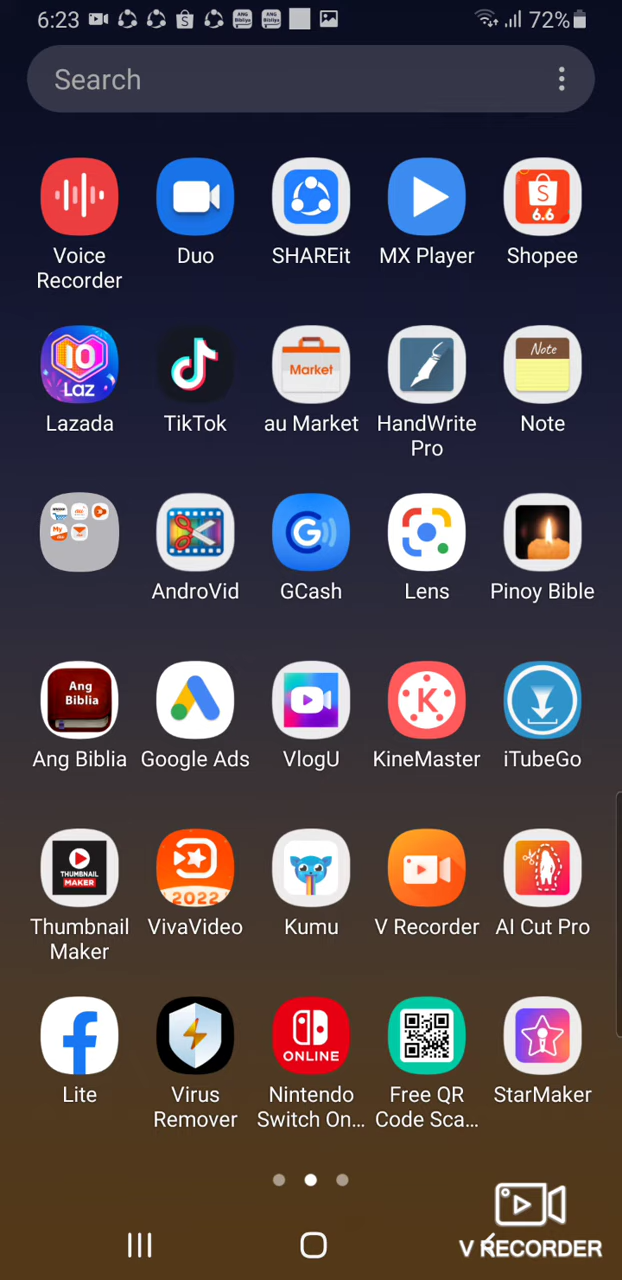 6:23
72%
Search
6.6
Voice Recorder
Duo
SHAREit
MX Player
Shopee
10
Laz
Market
Note
Lazada
TikTok
au Market
HandWrite Pro
Note
AndroVid
GCash
Lens
Pinoy Bible
Ang Biblia
Ang Biblia
Google Ads
VlogU
KineMaster
iTubeGo
THUMBNAIL MAKER
2022
Thumbnail Maker
VivaVideo
Kumu
V Recorder
AI Cut Pro
ONLINE
Lite
Virus Remover
Nintendo Switch On...
Free QR Code Sca...
StarMaker
V RECORDER